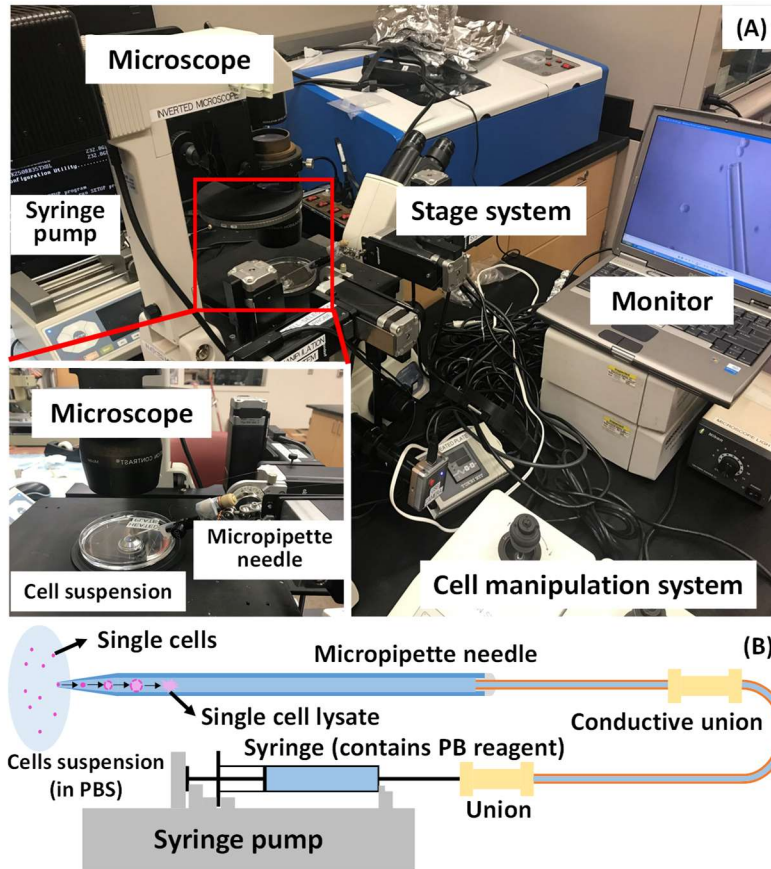 (A)
Microscope
INVERTED MICROSCOPE
Syringe
pump
Stage system
Monitor
Microscope
Micropipette
needle
Cell suspension
Cell manipulation system
(B)
Single cells
Micropipette needle
Single cell lysate
Conductive union
Cells suspension
(in PBS)
Syringe (contains PB reagent)
Union
Syringe pump